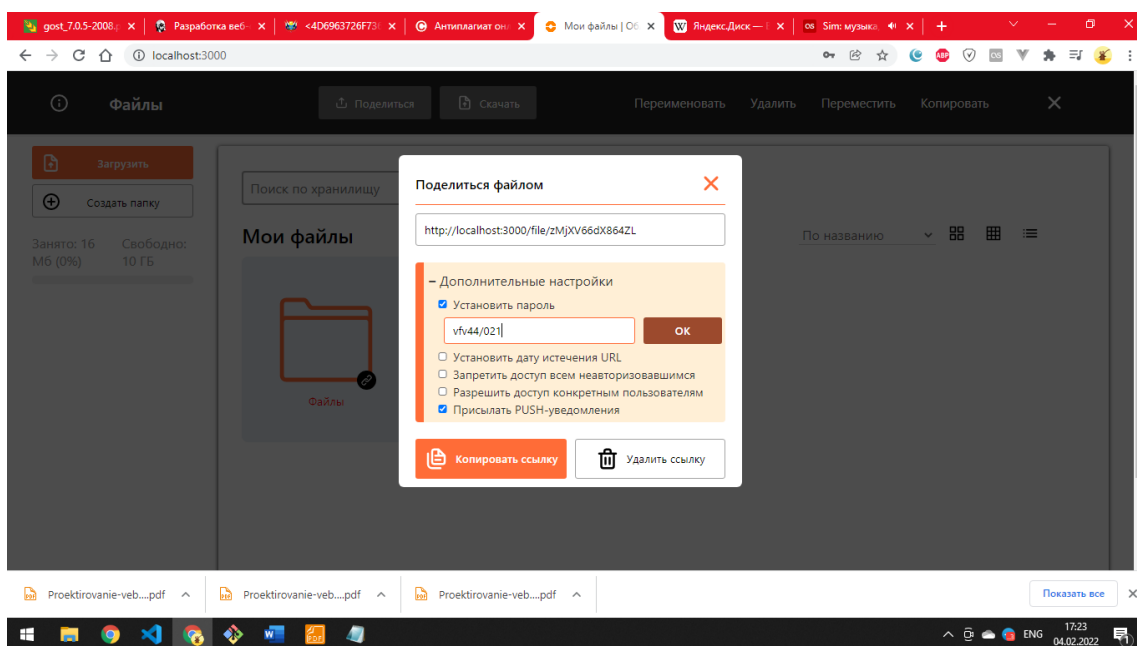 gost_7.0.5-2008.p
Разработка веб-
<4D6963726F73
Антиплагиат онл
Мои файлы | Об
Яндекс.Диск — 
Sim: музыка,
localhost:3000
Файлы
Поделиться
Скачать
Переименовать
Удалить
Переместить
Копировать
Загрузить
Создать папку
Занято: 16 Мб (0%)
Свободно: 10 ГБ
Поиск по хранилищу
Мои файлы
По названию
Файлы
Поделиться файлом
http://localhost:3000/file/zMjXV66dX864ZL
– Дополнительные настройки
Установить пароль
vfv44/021
ОК
Установить дату истечения URL
Запретить доступ всем неавторизовавшимся
Разрешить доступ конкретным пользователям
Присылать PUSH-уведомления
Копировать ссылку
Удалить ссылку
Proektirovanie-veb....pdf
Proektirovanie-veb....pdf
Proektirovanie-veb....pdf
Показать все
ENG
17:23
04.02.2022